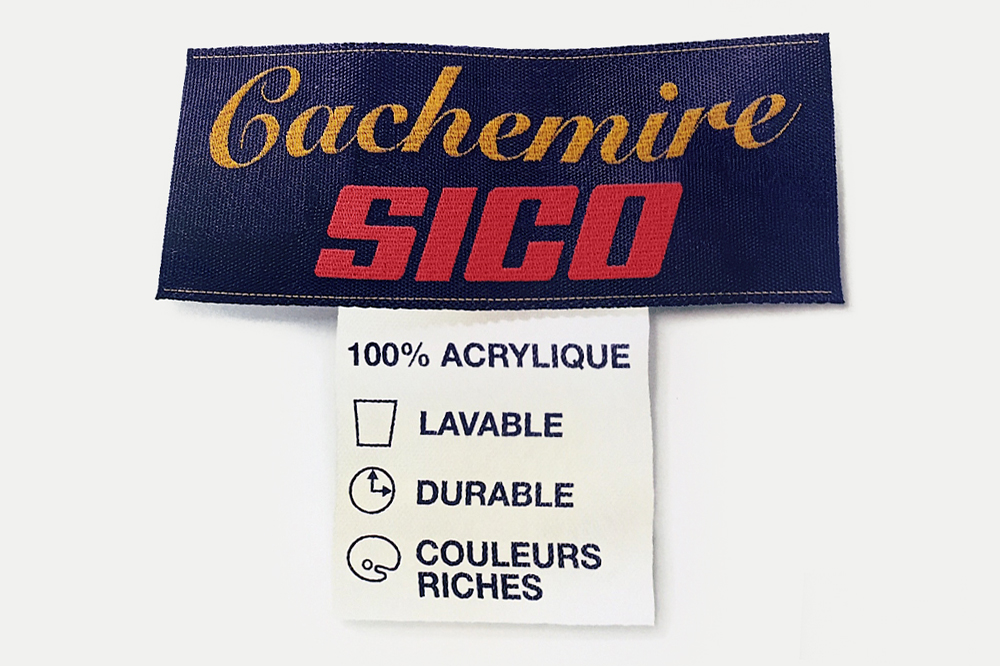 Cachemire
SICO
100% ACRYLIQUE
LAVABLE
DURABLE
COULEURS
RICHES